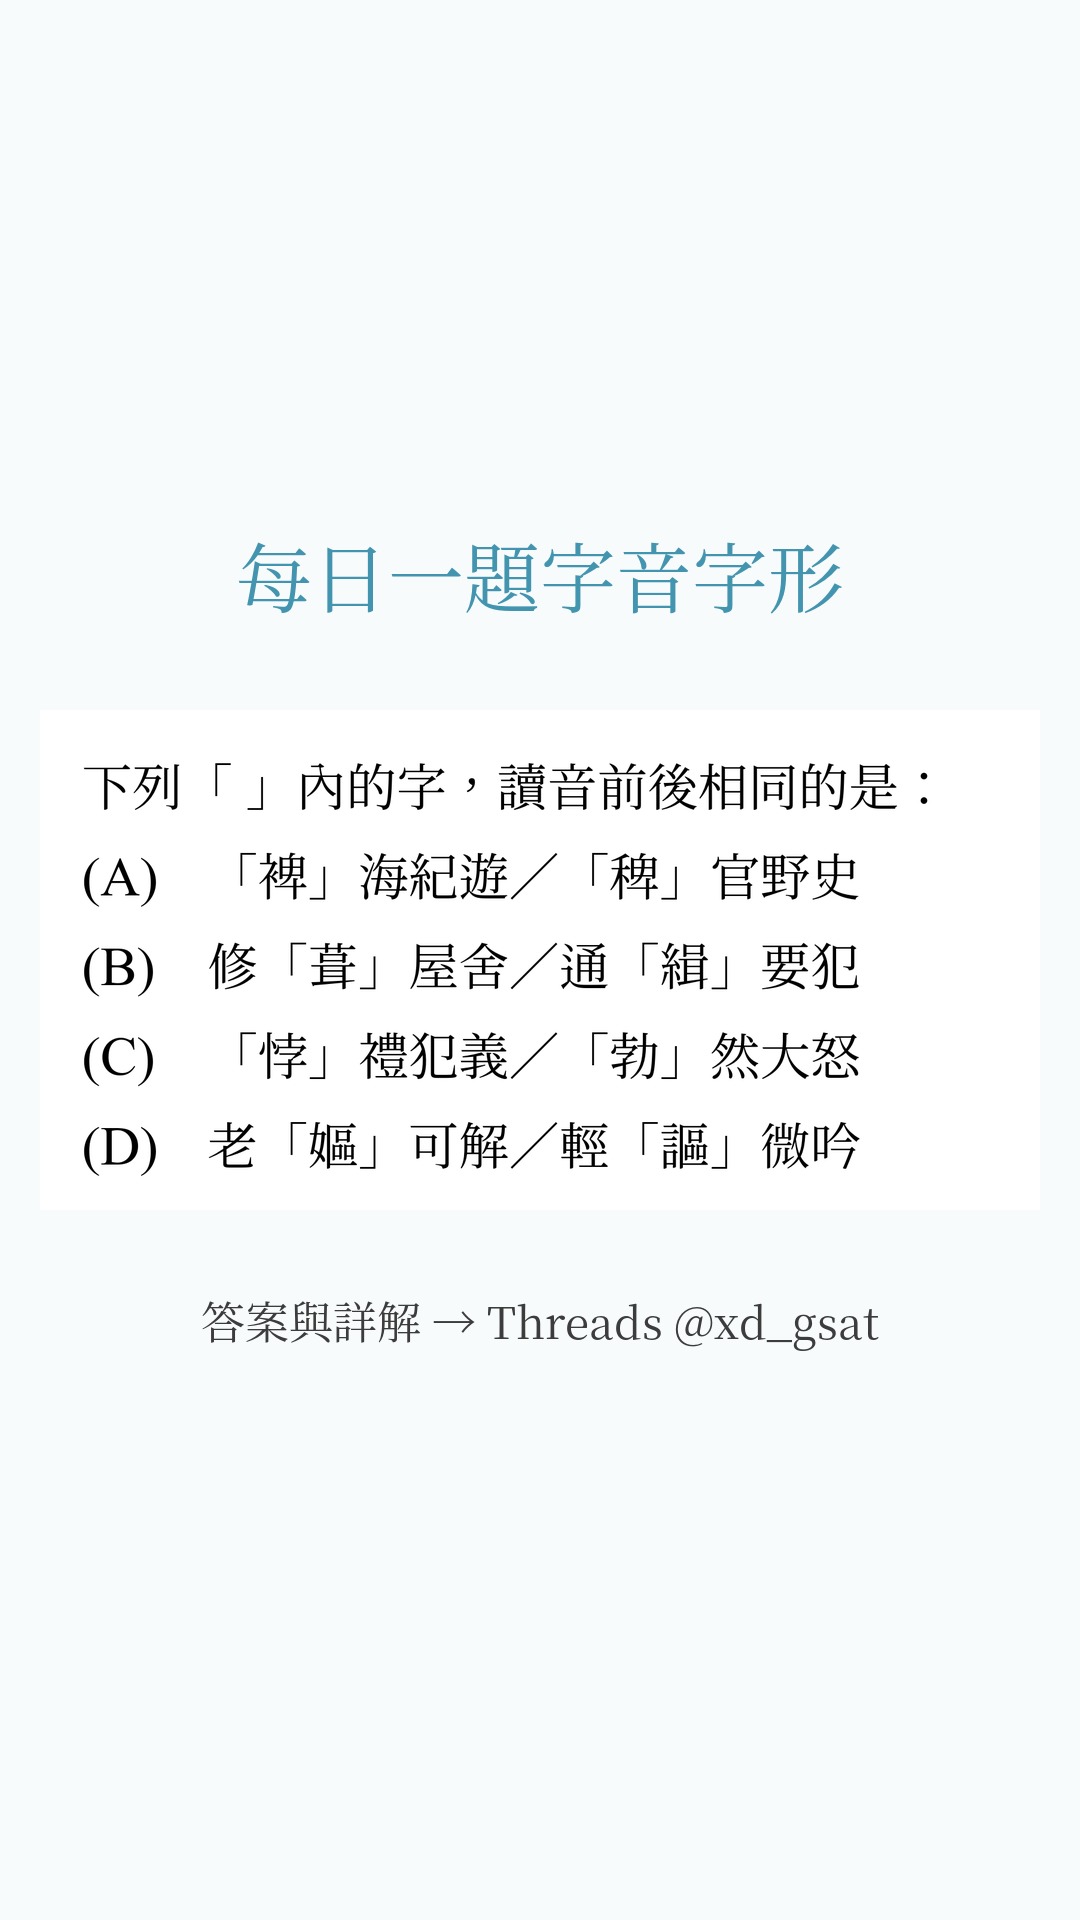 每日一題字音字形
下列「 」內的字，讀音前後相同的是：
(A) 「裨」海紀遊／「稗」官野史
(B) 修「葺」屋舍／通「緝」要犯
(C) 「悖」禮犯義／「勃」然大怒
(D) 老「嫗」可解／輕「謳」微吟
答案與詳解 → Threads @xd_gsat